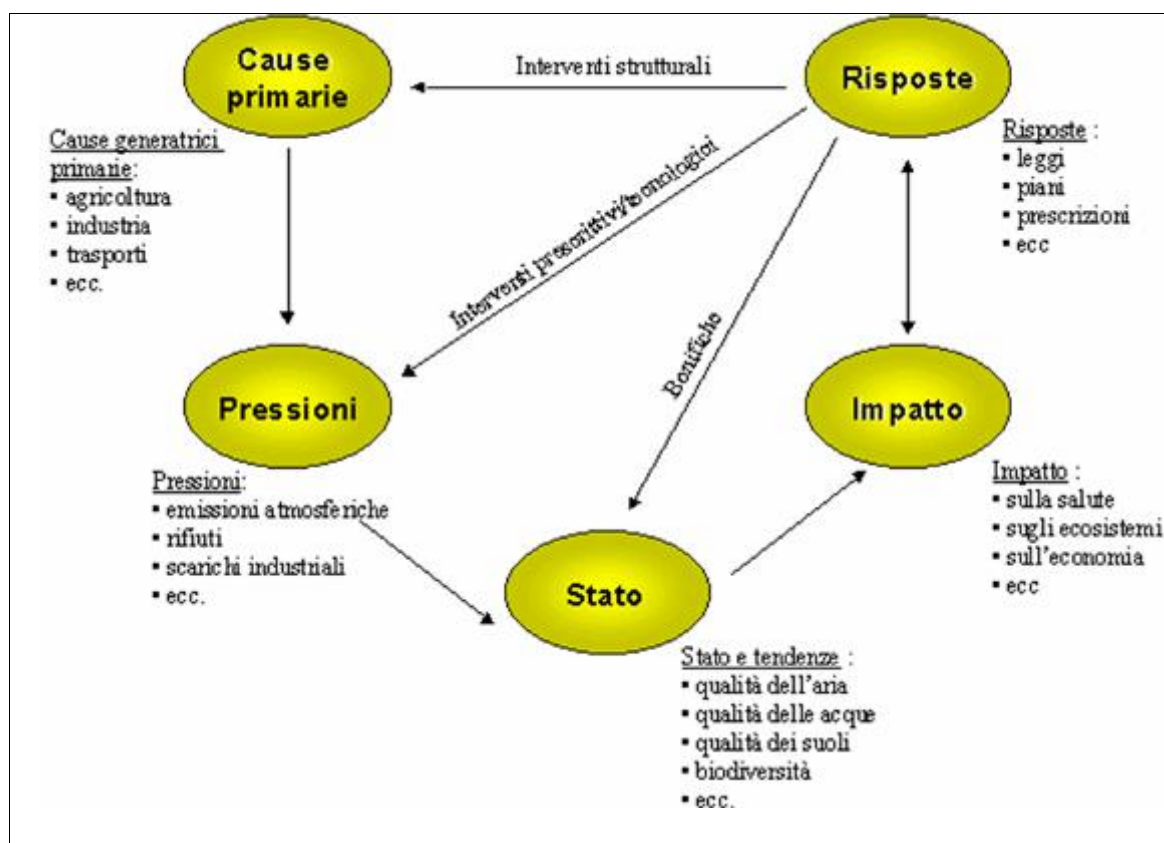 Cause
primarie
Interventi strutturali
Risposte
Cause generatrici
primarie:
▪ agricoltura
▪ industria
▪ trasporti
▪ ecc.
Risposte :
▪ leggi
▪ piani
▪ prescrizioni
▪ ecc
Interventi prescrittivi/tecnologici
Bonifiche
Pressioni
Impatto
Pressioni:
▪ emissioni atmosferiche
▪ rifiuti
▪ scarichi industriali
▪ ecc.
Impatto :
▪ sulla salute
▪ sugli ecosistemi
▪ sull'economia
▪ ecc
Stato
Stato e tendenze :
▪ qualità dell'aria
▪ qualità delle acque
▪ qualità dei suoli
▪ biodiversità
▪ ecc.